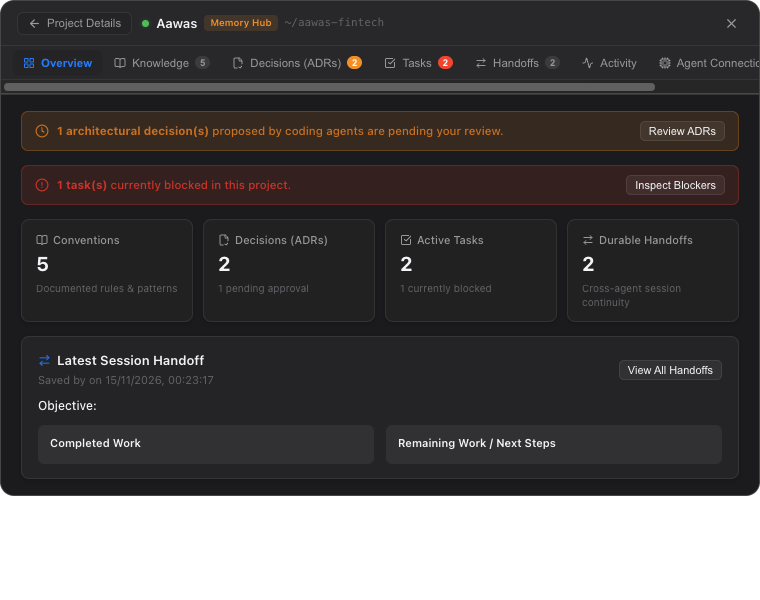 Project Details Aawas Memory Hub ~/aawas-fintech
Overview Knowledge 5 Decisions (ADRs) 2 Tasks 2 Handoffs 2 Activity Agent Connectio
1 architectural decision(s) proposed by coding agents are pending your review. Review ADRs
1 task(s) currently blocked in this project. Inspect Blockers
Conventions
5
Documented rules & patterns
Decisions (ADRs)
2
1 pending approval
Active Tasks
2
1 currently blocked
Durable Handoffs
2
Cross-agent session
continuity
Latest Session Handoff
Saved by on 15/11/2026, 00:23:17
View All Handoffs
Objective:
Completed Work
Remaining Work / Next Steps